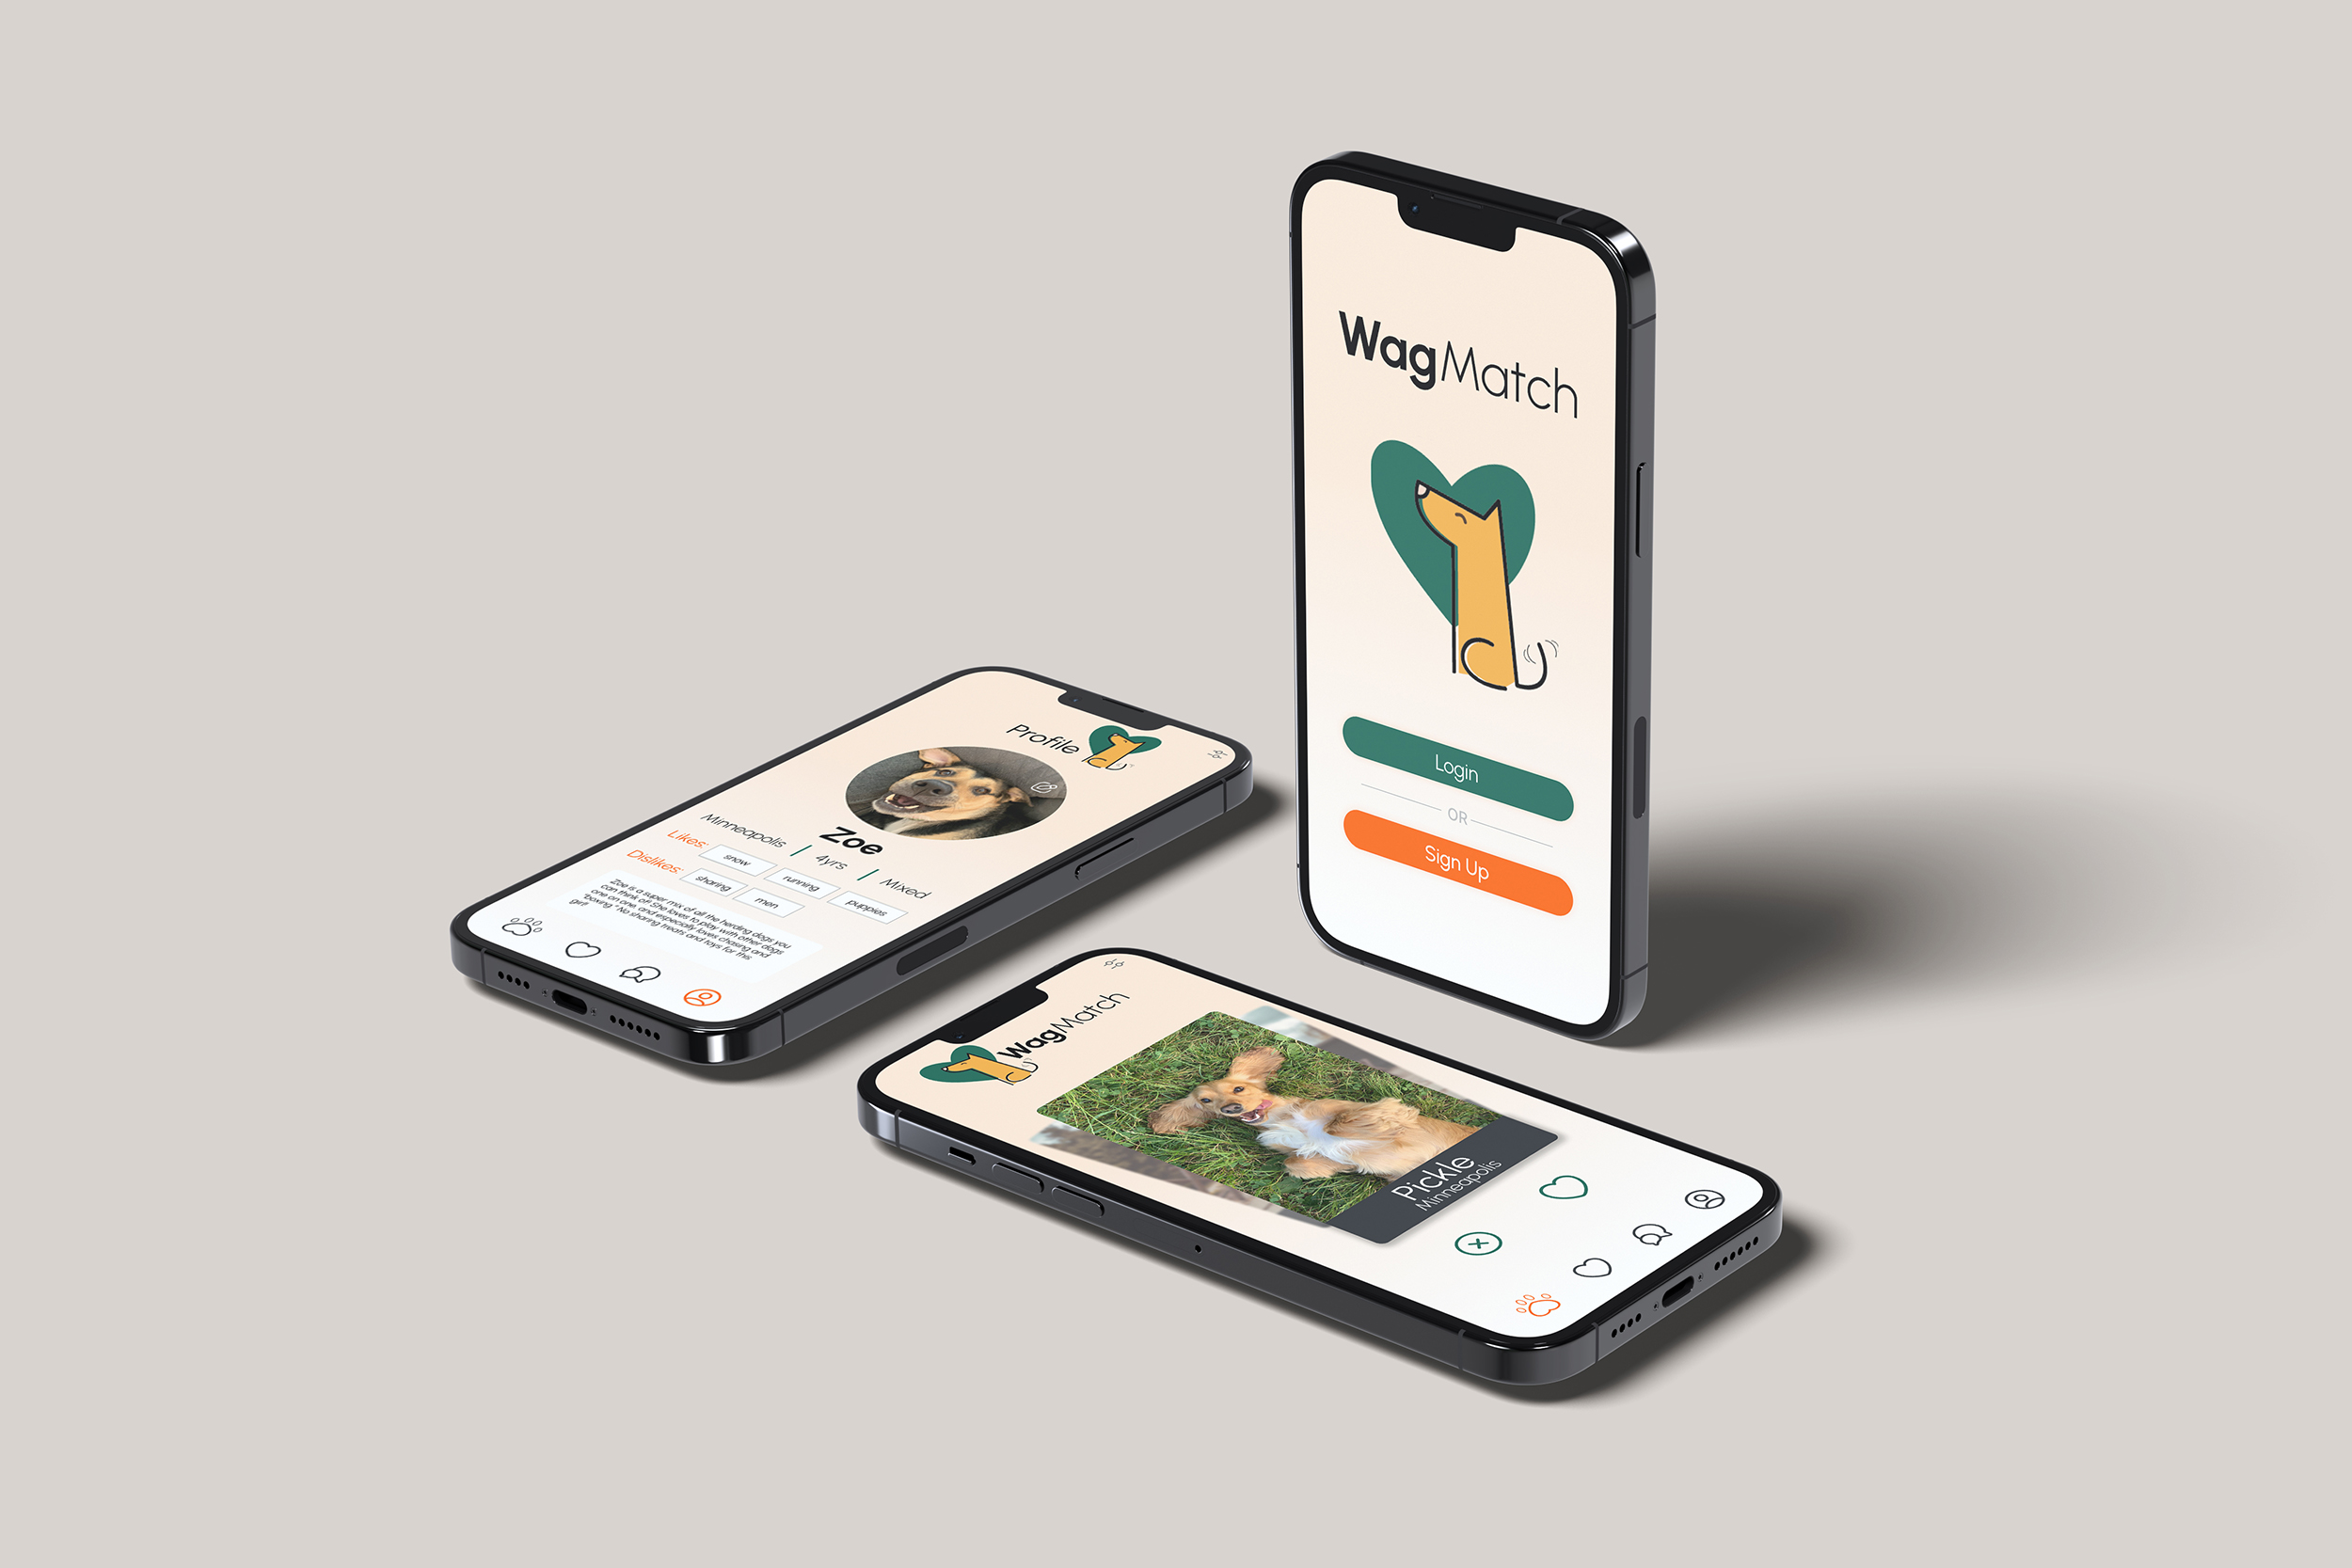 WagMatch
Login
OR
Sign Up
Profile
Zoe
Minneapolis | 4yrs | Mixed
Likes: snow running puppies
Dislikes: sharing men
Zoe is a super mix of all the herding dogs you
can think of! She loves to play with other dogs
one on one, and especially loves chasing and
"boxing." No sharing treats and toys for this
girl!
WagMatch
Pickle
Minneapolis